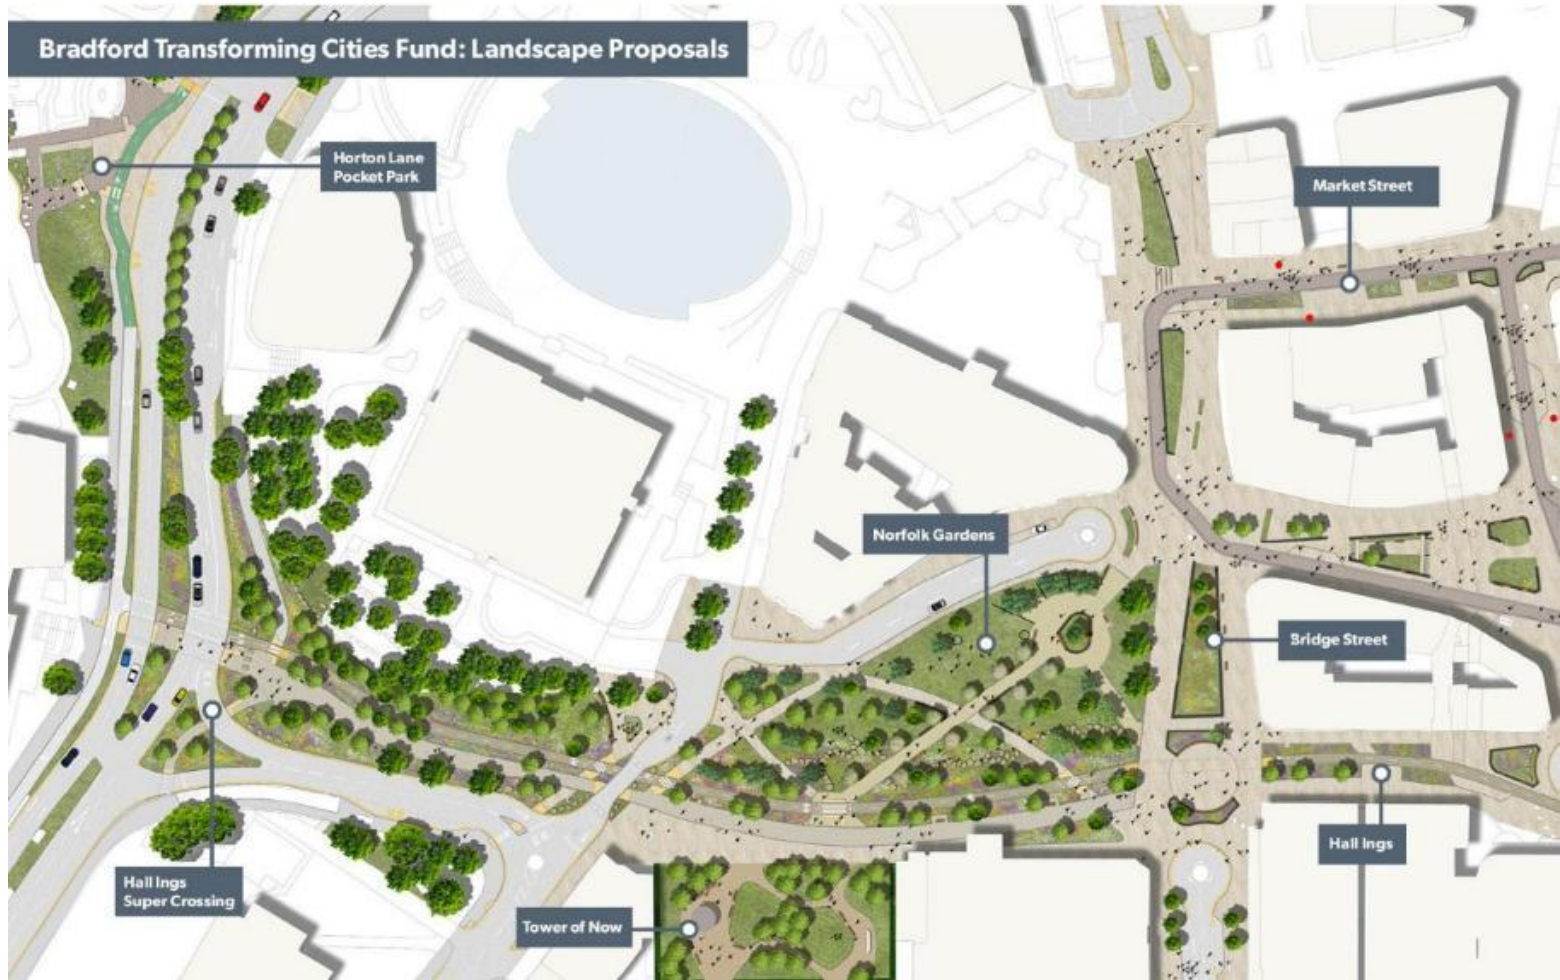 Bradford Transforming Cities Fund: Landscape Proposals
Horton Lane
Pocket Park
Market Street
Norfolk Gardens
Bridge Street
Hall Ings
Hall Ings
Super Crossing
Tower of Now